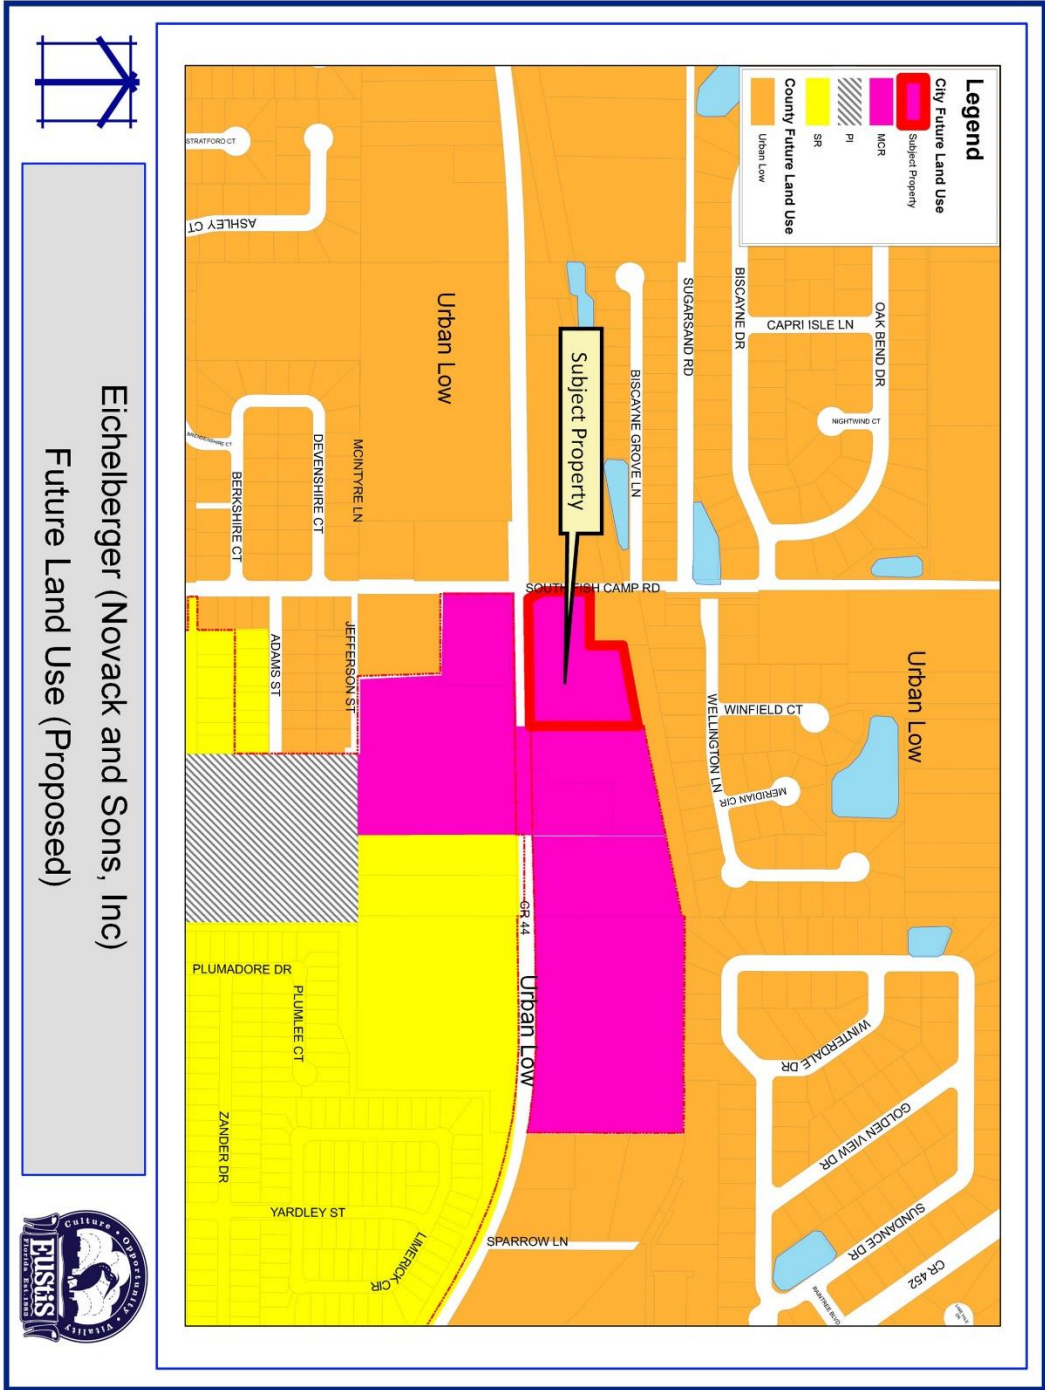 Legend
City Future Land Use
Subject Property
MCR
PI
SR
County Future Land Use
Urban Low
OAK BEND DR
CAPRI ISLE LN
NIGHTWIND CT
BISCAYNE DR
SUGARSAND RD
BISCAYNE GROVE LN
Subject Property
SOUTH FISH CAMP RD
Urban Low
WINFIELD CT
MERIDIAN CIR
WELLINGTON LN
WINTERDALE DR
GOLDEN VIEW DR
SUNDANCE DR
CR 452
RAINTREE BLVD
CR 44
Urban Low
SPARROW LN
Urban Low
STRATFORD CT
ASHLEY CT
MCINTYRE LN
DEVENSHIRE CT
BERKSHIRE CT
JEFFERSON ST
ADAMS ST
PLUMADORE DR
PLUMLEE CT
ZANDER DR
YARDLEY ST
LIMERICK CIR
Eichelberger (Novack and Sons, Inc)
Future Land Use (Proposed)
Culture • Opportunity • Vitality
EUSTIS
Florida Est. 1883